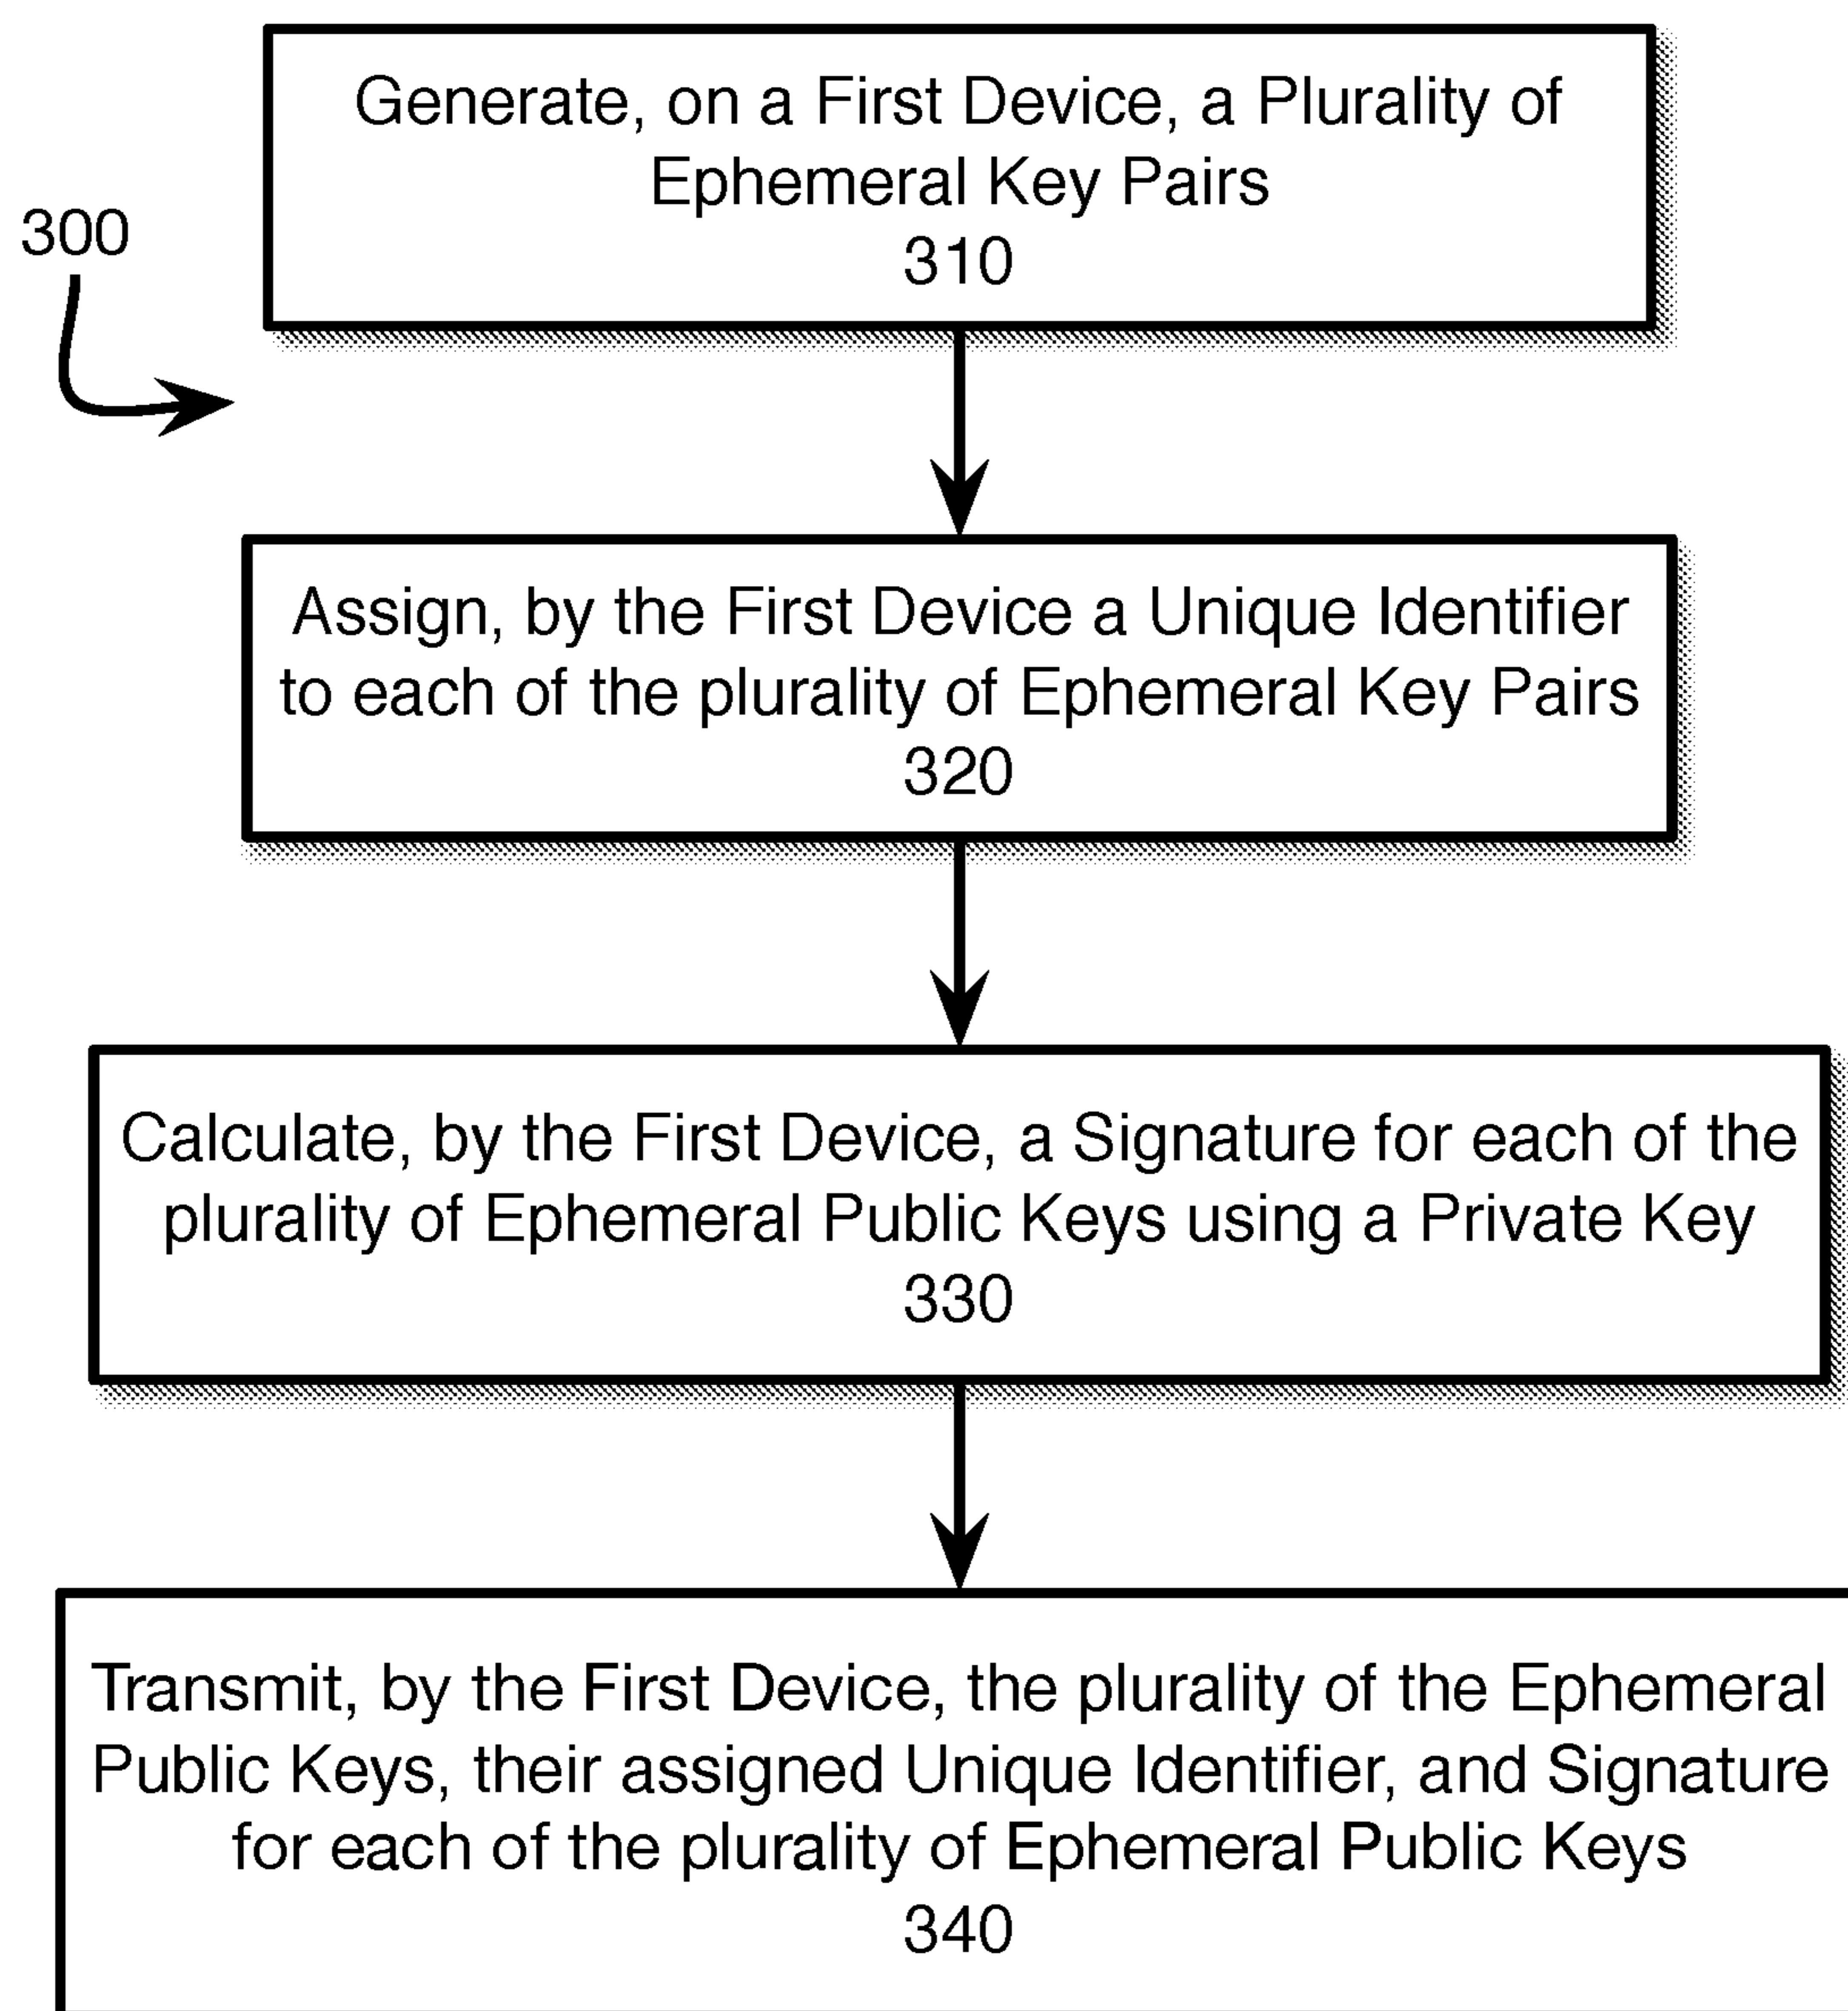 Generate, on a First Device, a Plurality of
Ephemeral Key Pairs
310
300
Assign, by the First Device a Unique Identifier
to each of the plurality of Ephemeral Key Pairs
320
Calculate, by the First Device, a Signature for each of the
plurality of Ephemeral Public Keys using a Private Key
330
Transmit, by the First Device, the plurality of the Ephemeral
Public Keys, their assigned Unique Identifier, and Signature
for each of the plurality of Ephemeral Public Keys
340